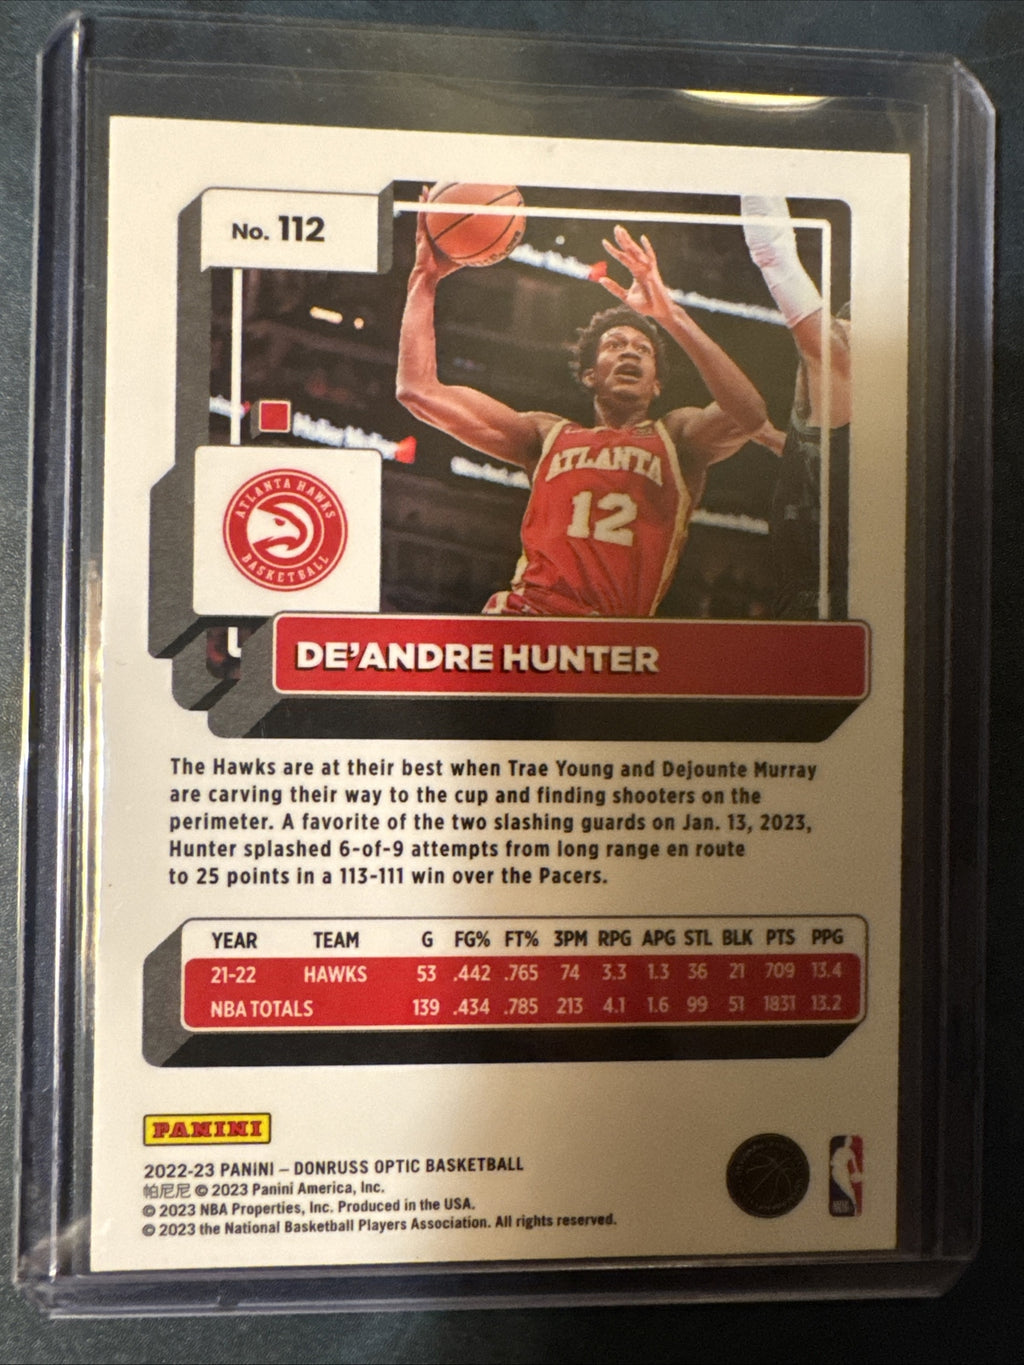 No. 112
ATLANTA
12
ATLANTA HAWKS
BASKETBALL
DE'ANDRE HUNTER
The Hawks are at their best when Trae Young and Dejounte Murray
are carving their way to the cup and finding shooters on the
perimeter. A favorite of the two slashing guards on Jan. 13, 2023,
Hunter splashed 6-of-9 attempts from long range en route
to 25 points in a 113-111 win over the Pacers.
YEAR TEAM G FG% FT% 3PM RPG APG STL BLK PTS PPG
21-22 HAWKS 53 .442 .765 74 3.3 1.3 36 21 709 13.4
NBA TOTALS 139 .434 .785 213 4.1 1.6 99 51 1831 13.2
PANINI
2022-23 PANINI – DONRUSS OPTIC BASKETBALL
帕尼尼 © 2023 Panini America, Inc.
© 2023 NBA Properties, Inc. Produced in the USA.
© 2023 the National Basketball Players Association. All rights reserved.
NBA